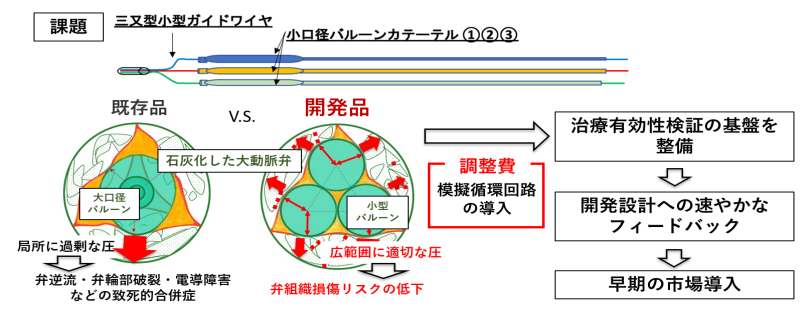 課題
三叉型小型ガイドワイヤ
小口径バルーンカテーテル ①②③
既存品
V.S.
開発品
石灰化した大動脈弁
大口径
バルーン
小型
バルーン
局所に過剰な圧
弁逆流・弁輪部破裂・電導障害
などの致死的合併症
広範囲に適切な圧
弁組織損傷リスクの低下
調整費
模擬循環回路
の導入
治療有効性検証の基盤を
整備
開発設計への速やかな
フィードバック
早期の市場導入